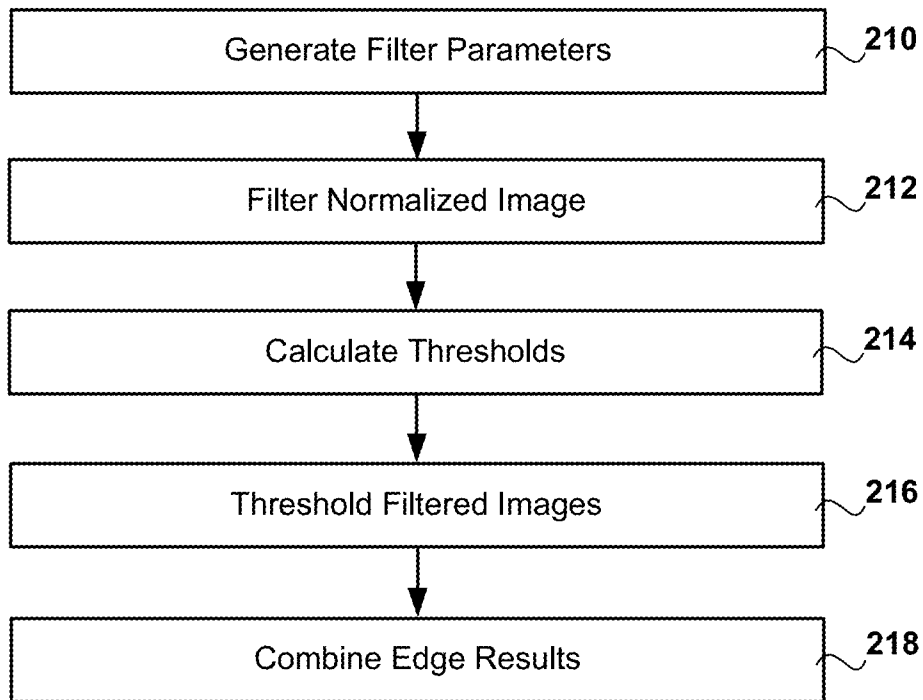 Generate Filter Parameters 210
Filter Normalized Image 212
Calculate Thresholds 214
Threshold Filtered Images 216
Combine Edge Results 218